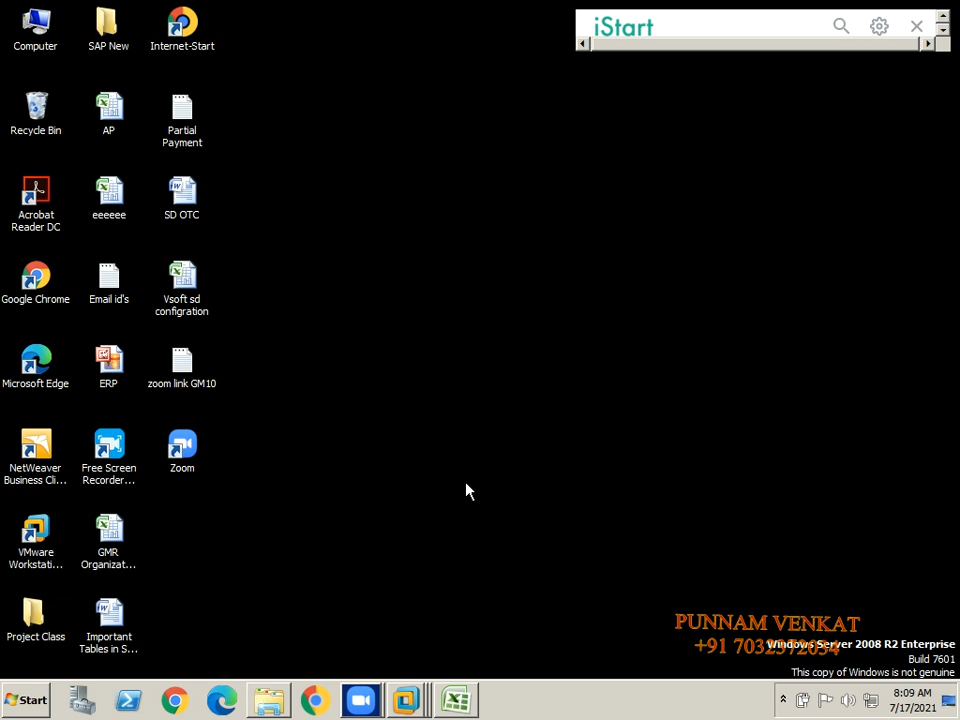 Computer
SAP New
Internet-Start
iStart
Recycle Bin
AP
Partial
Payment
Acrobat
Reader DC
eeeeee
SD OTC
Google Chrome
Email id's
Vsoft sd
configration
Microsoft Edge
ERP
zoom link GM10
NetWeaver
Business Cli...
Free Screen
Recorder...
Zoom
VMware
Workstati...
GMR
Organizat...
Project Class
Important
Tables in S...
PUNNAM VENKAT
+91 7032372034
Windows Server 2008 R2 Enterprise
Build 7601
This copy of Windows is not genuine
Start
8:09 AM
7/17/2021